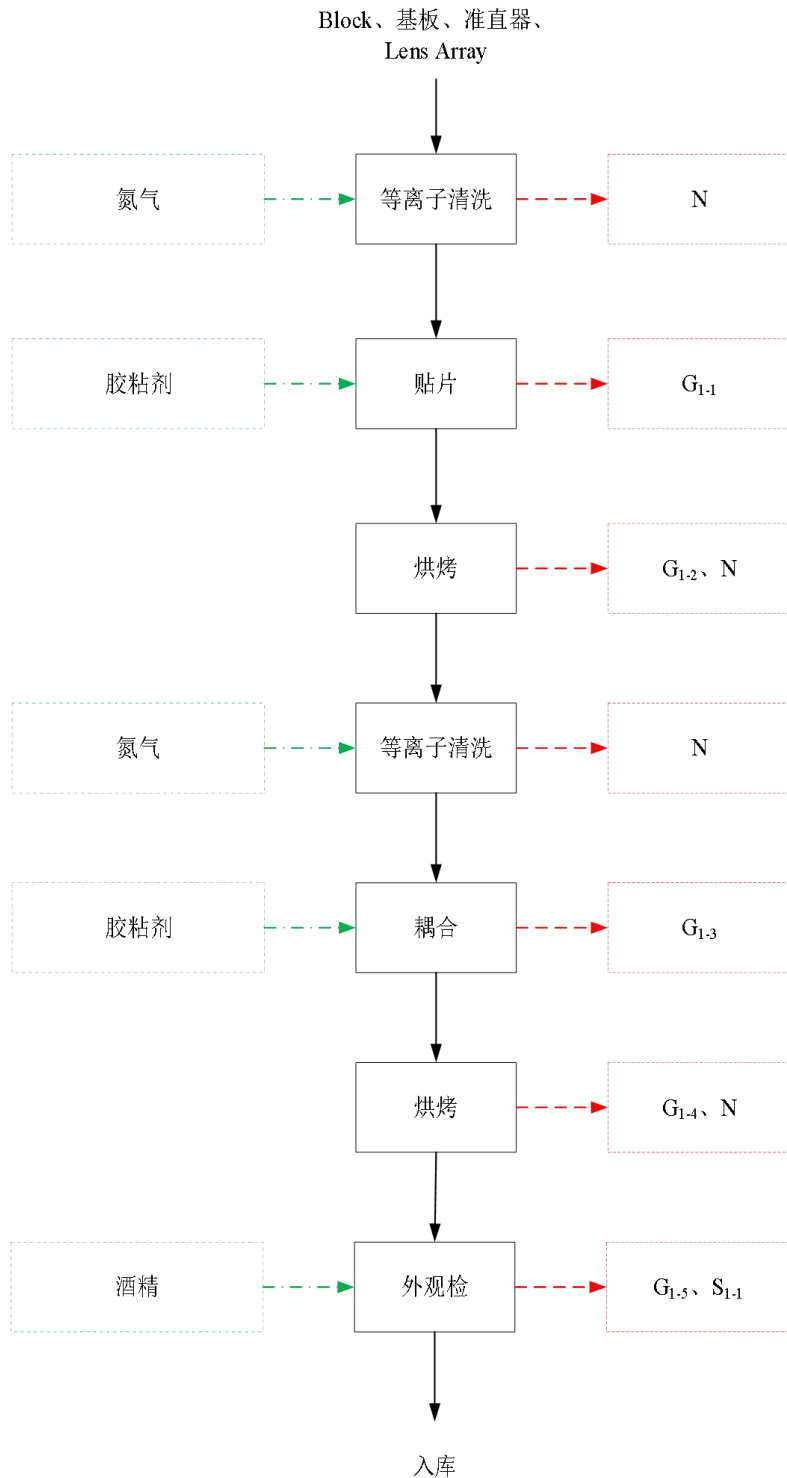 Block、基板、准直器、
Lens Array
氮气
等离子清洗
N
胶粘剂
贴片
G₁₋₁
烘烤
G₁₋₂、N
氮气
等离子清洗
N
胶粘剂
耦合
G₁₋₃
烘烤
G₁₋₄、N
酒精
外观检
G₁₋₅、S₁₋₁
入库